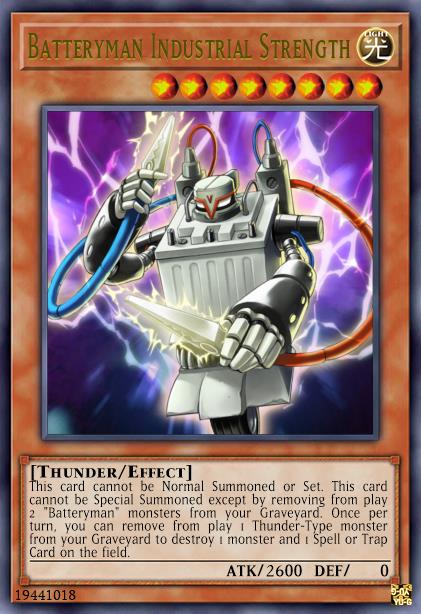 BATTERYMAN INDUSTRIAL STRENGTH
LIGHT
光
[THUNDER/EFFECT]
This card cannot be Normal Summoned or Set. This card
cannot be Special Summoned except by removing from play
2 "Batteryman" monsters from your Graveyard. Once per
turn, you can remove from play 1 Thunder-Type monster
from your Graveyard to destroy 1 monster and 1 Spell or Trap
Card on the field.
ATK/2600 DEF/ 0
19441018